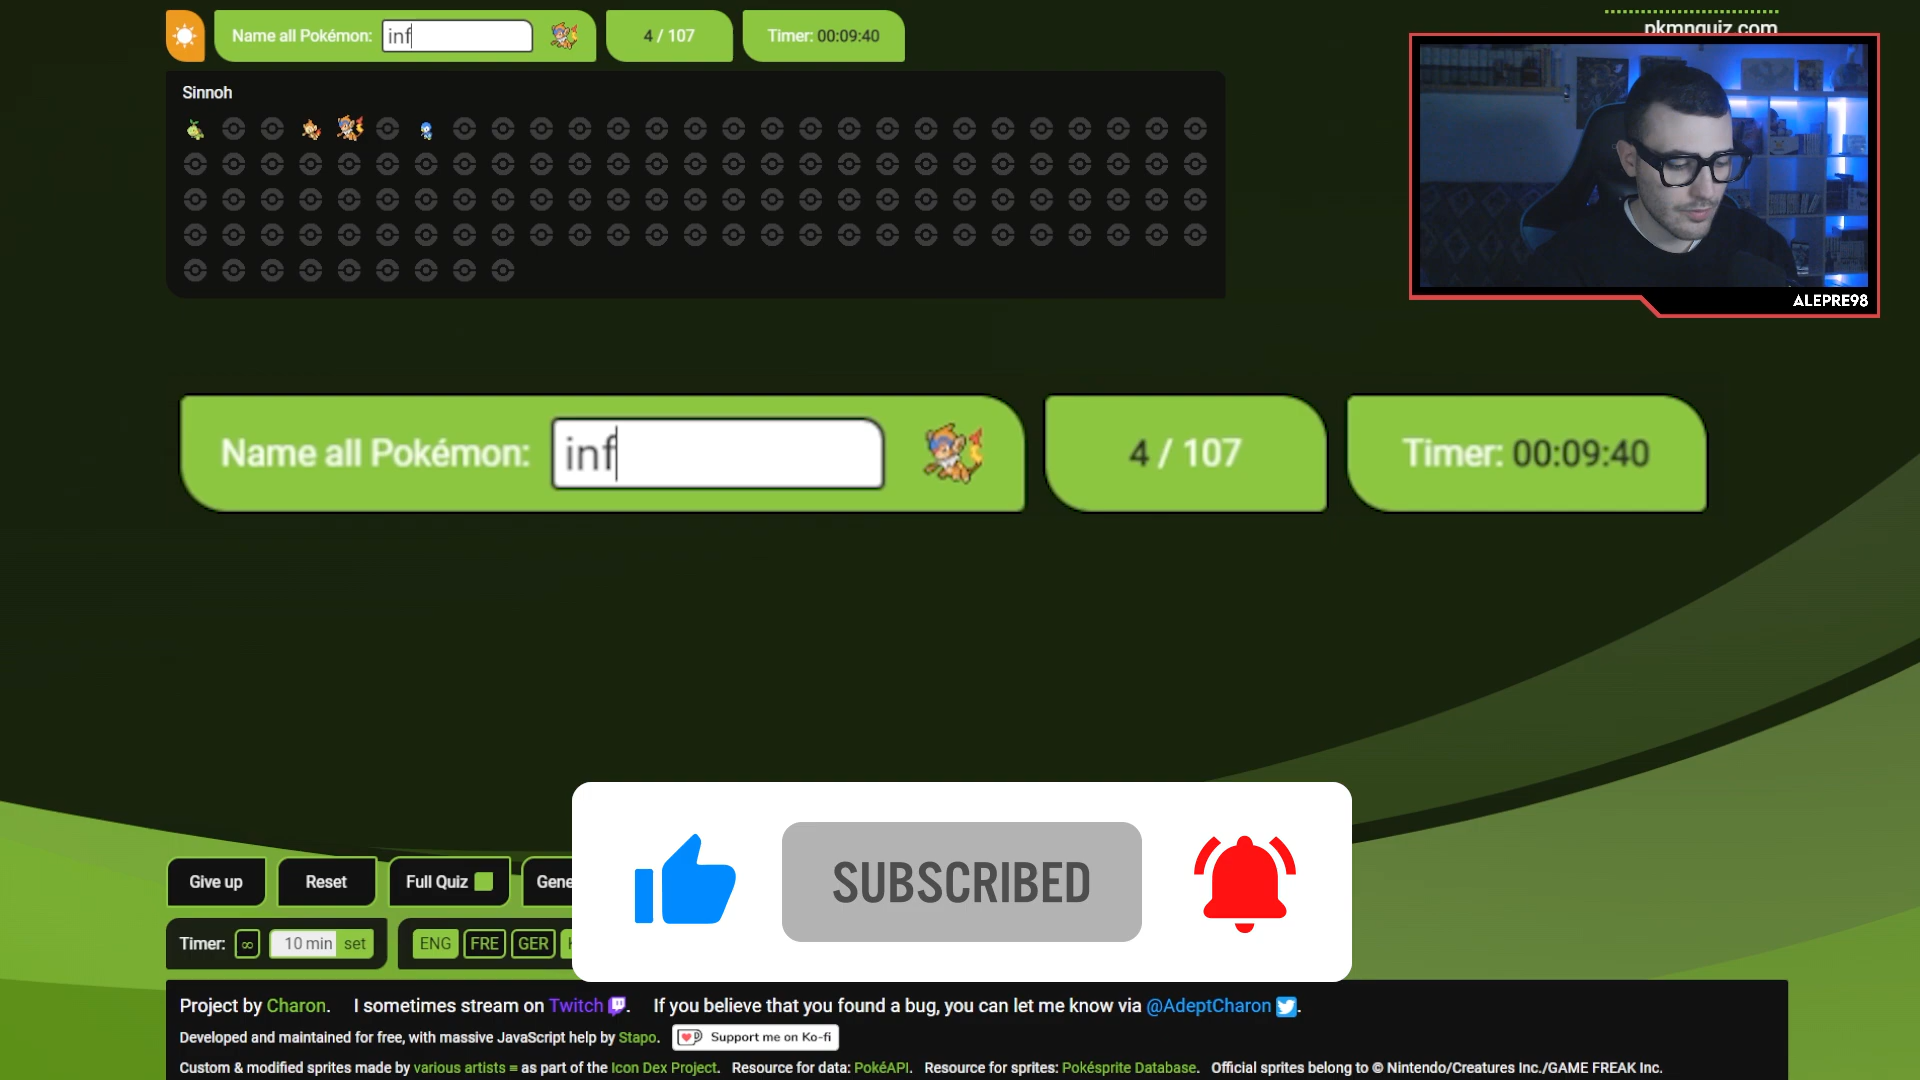 Name all Pokémon: inf 4 / 107 Timer: 00:09:40
pkmnquiz.com
Sinnoh
ALEPRE98
Name all Pokémon: inf 4 / 107 Timer: 00:09:40
SUBSCRIBED
Give up Reset Full Quiz Gene
Timer: ∞ 10 min set ENG FRE GER
Project by Charon. I sometimes stream on Twitch. If you believe that you found a bug, you can let me know via @AdeptCharon.
Developed and maintained for free, with massive JavaScript help by Stapo. Support me on Ko-fi
Custom & modified sprites made by various artists = as part of the Icon Dex Project. Resource for data: PokéAPI. Resource for sprites: Pokésprite Database. Official sprites belong to © Nintendo/Creatures Inc./GAME FREAK Inc.